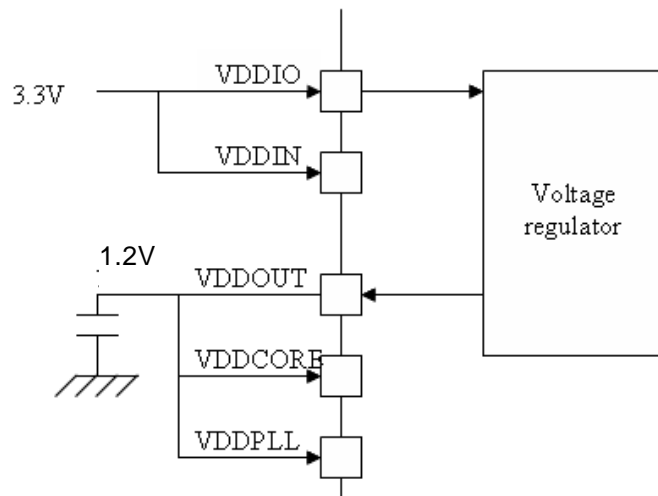 VDDIO
3.3V
VDDIN
Voltage
regulator
1.2V
VDDOUT
VDDCORE
VDDPLL